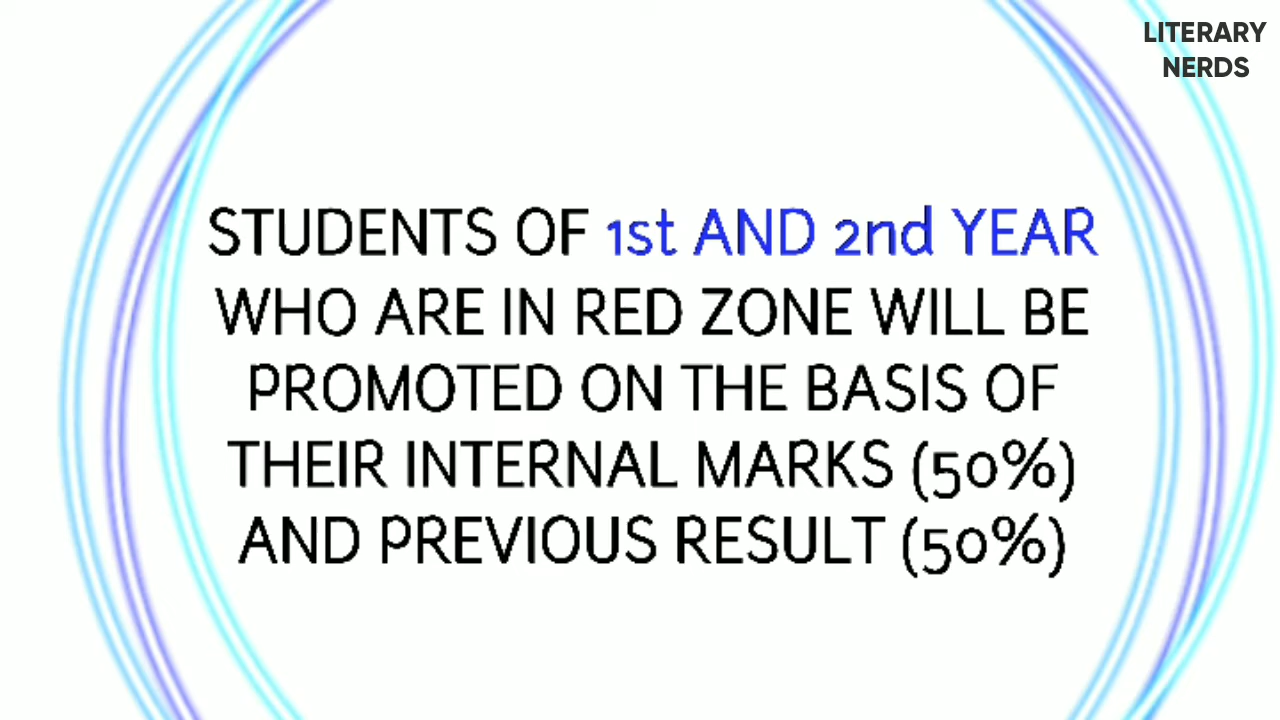 LITERARY
NERDS
STUDENTS OF 1st AND 2nd YEAR
WHO ARE IN RED ZONE WILL BE
PROMOTED ON THE BASIS OF
THEIR INTERNAL MARKS (50%)
AND PREVIOUS RESULT (50%)